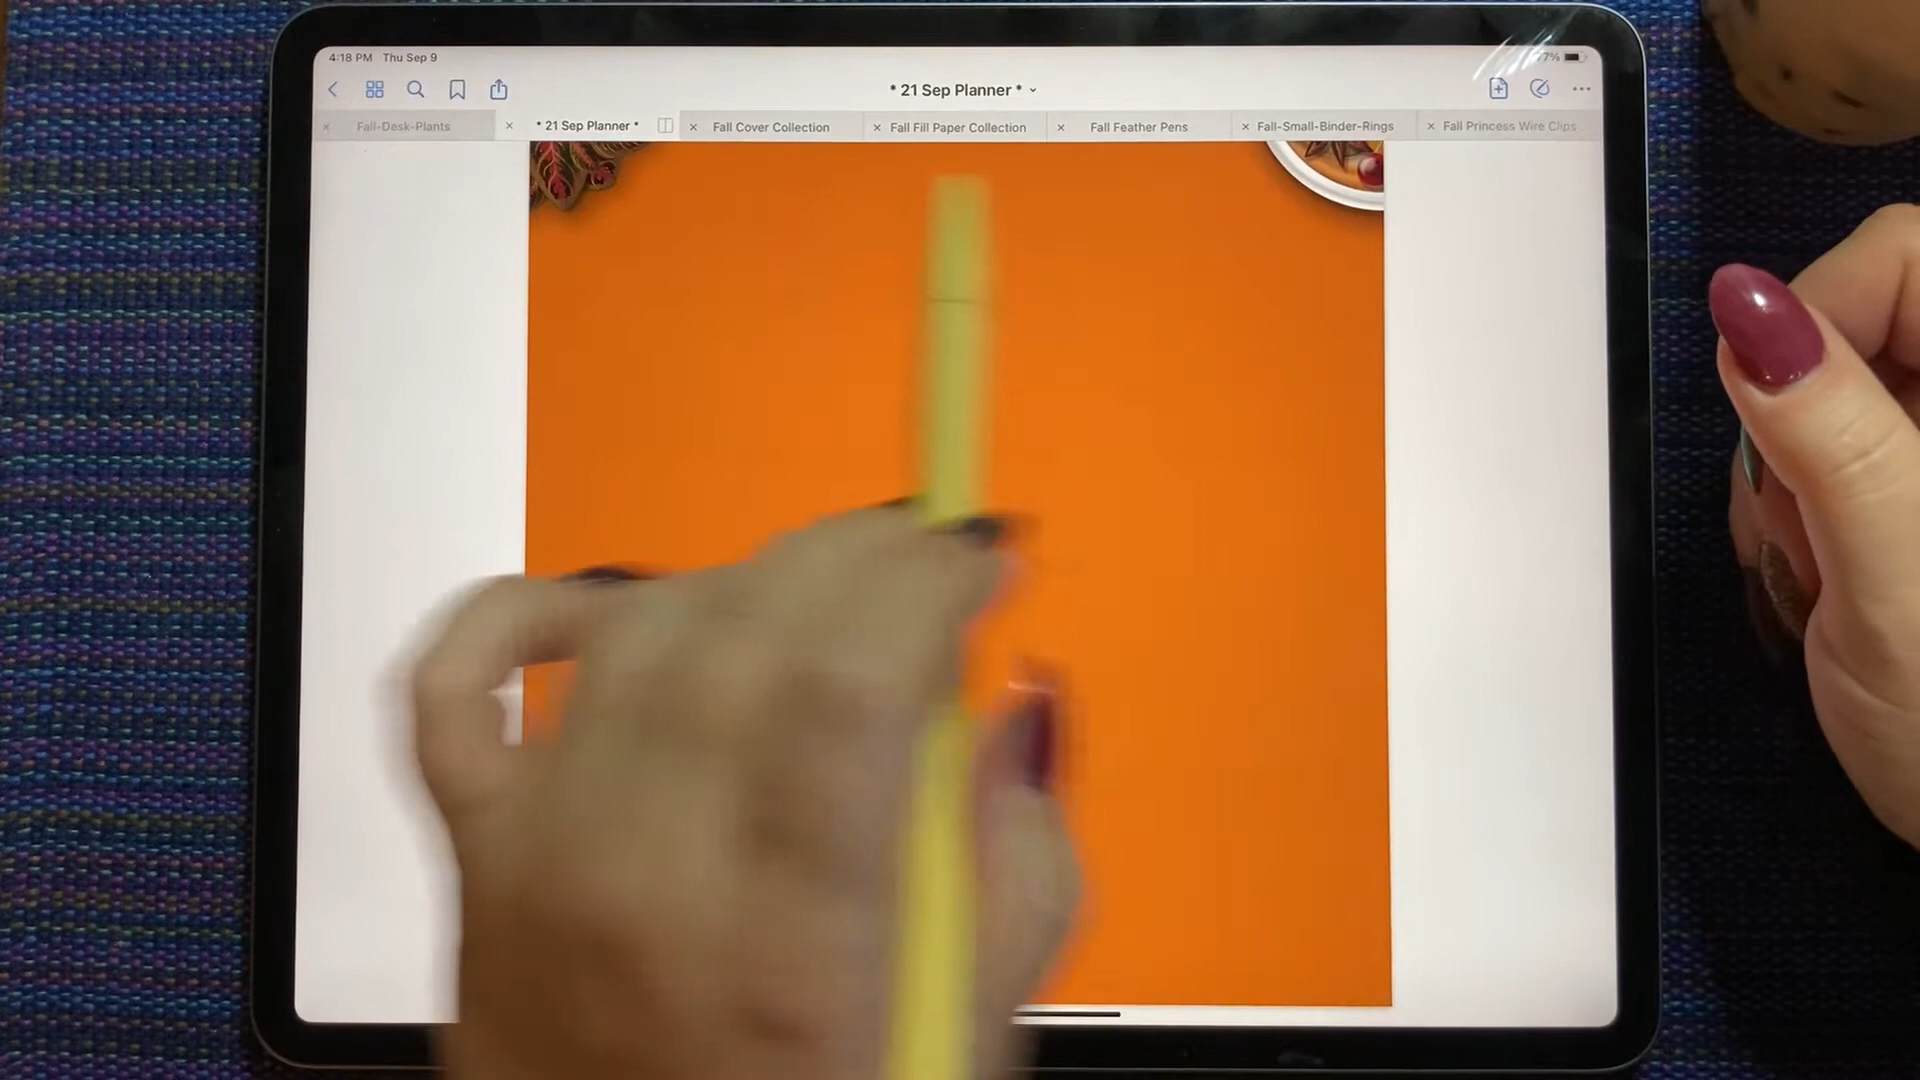 4:18 PM Thu Sep 9
7%
* 21 Sep Planner *
Fall-Desk-Plants
* 21 Sep Planner *
Fall Cover Collection
Fall Fill Paper Collection
Fall Feather Pens
Fall-Small-Binder-Rings
Fall Princess Wire Clips